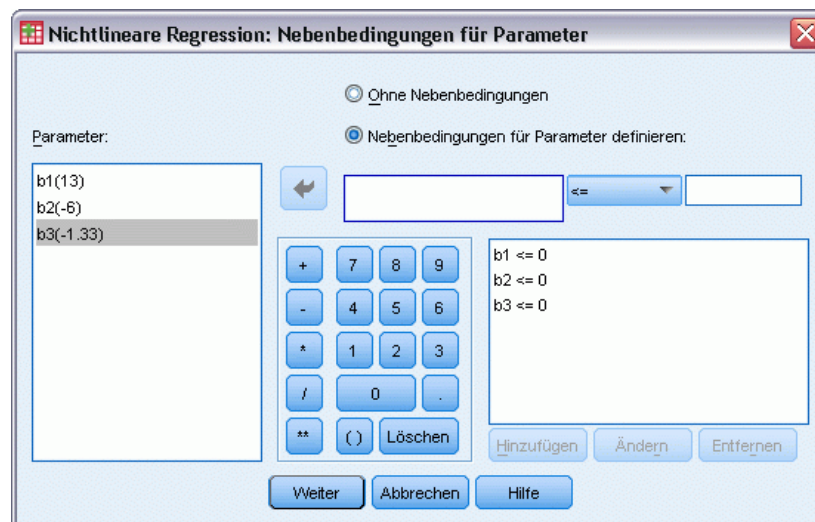 Nichtlineare Regression: Nebenbedingungen für Parameter
Ohne Nebenbedingungen
Parameter:
Nebenbedingungen für Parameter definieren:
b1(13)
b2(-6)
b3(-1.33)
<=
b1 <= 0
b2 <= 0
b3 <= 0
+ 7 8 9
- 4 5 6
* 1 2 3
/ 0 .
** ( ) Löschen
Hinzufügen Ändern Entfernen
Weiter Abbrechen Hilfe